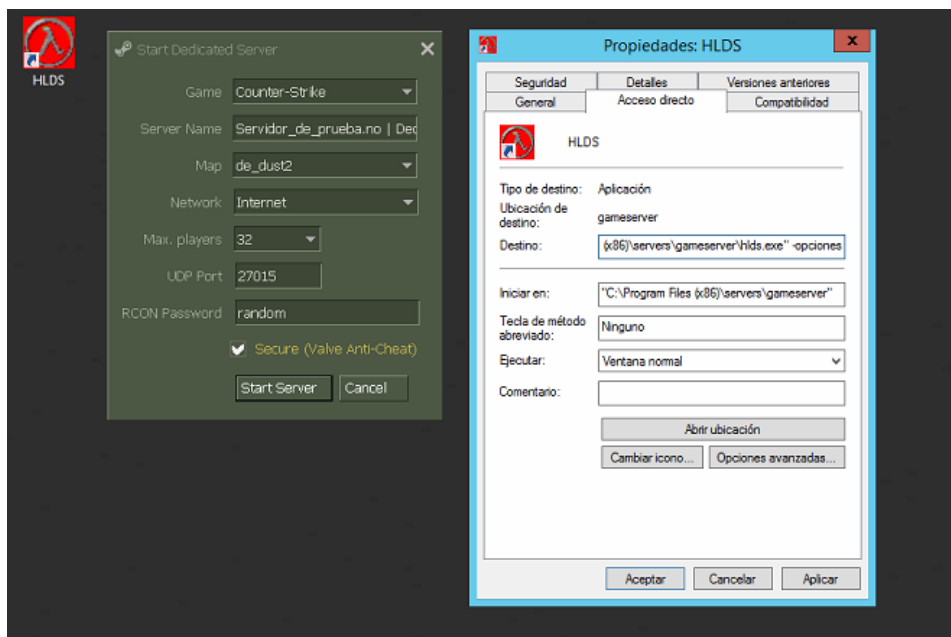 HLDS
Start Dedicated Server
Game Counter-Strike
Server Name Servidor_de_prueba.no | Dec
Map de_dust2
Network Internet
Max. players 32
UDP Port 27015
RCON Password random
Secure (Valve Anti-Cheat)
Start Server Cancel
Propiedades: HLDS
Seguridad Detalles Versiones anteriores
General Acceso directo Compatibilidad
HLDS
Tipo de destino: Aplicación
Ubicación de destino: gameserver
Destino: (x86)\servers\gameserver\hlds.exe" -opciones
Iniciar en: "C:\Program Files (x86)\servers\gameserver"
Tecla de método abreviado: Ninguno
Ejecutar: Ventana normal
Comentario:
Abrir ubicación
Cambiar icono... Opciones avanzadas...
Aceptar Cancelar Aplicar